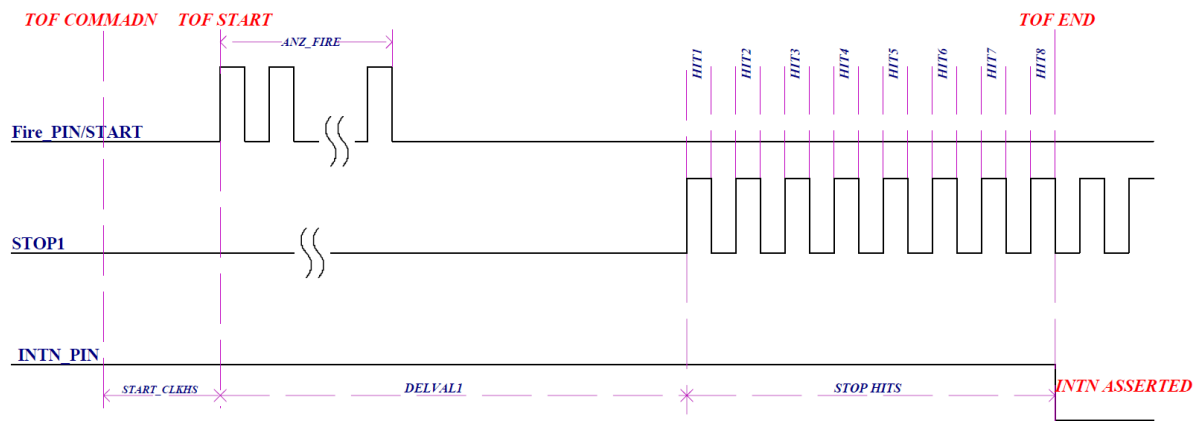 TOF COMMADN
TOF START
TOF END
ANZ_FIRE
HIT1
HIT2
HIT3
HIT4
HIT5
HIT6
HIT7
HIT8
Fire_PIN/START
STOP1
INTN_PIN
START_CLKHS
DELVAL1
STOP HITS
INTN ASSERTED